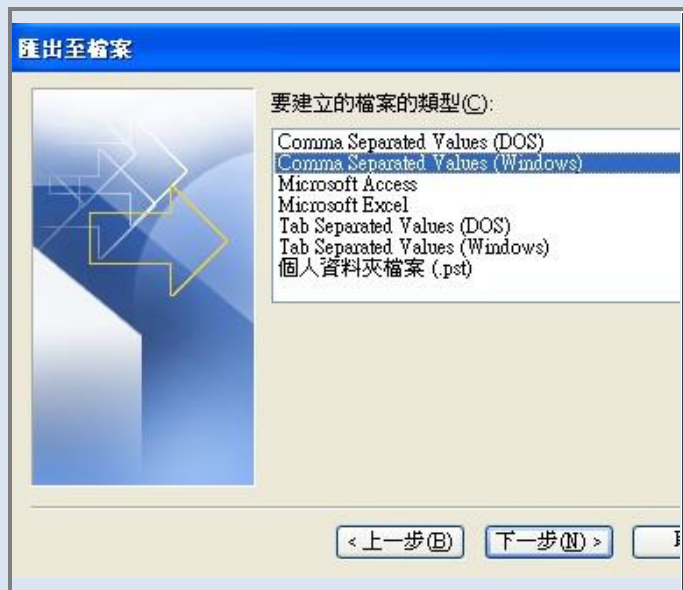 匯出至檔案
要建立的檔案的類型(C):
Comma Separated Values (DOS)
Comma Separated Values (Windows)
Microsoft Access
Microsoft Excel
Tab Separated Values (DOS)
Tab Separated Values (Windows)
個人資料夾檔案 (.pst)
<上一步(B) 下一步(N)>